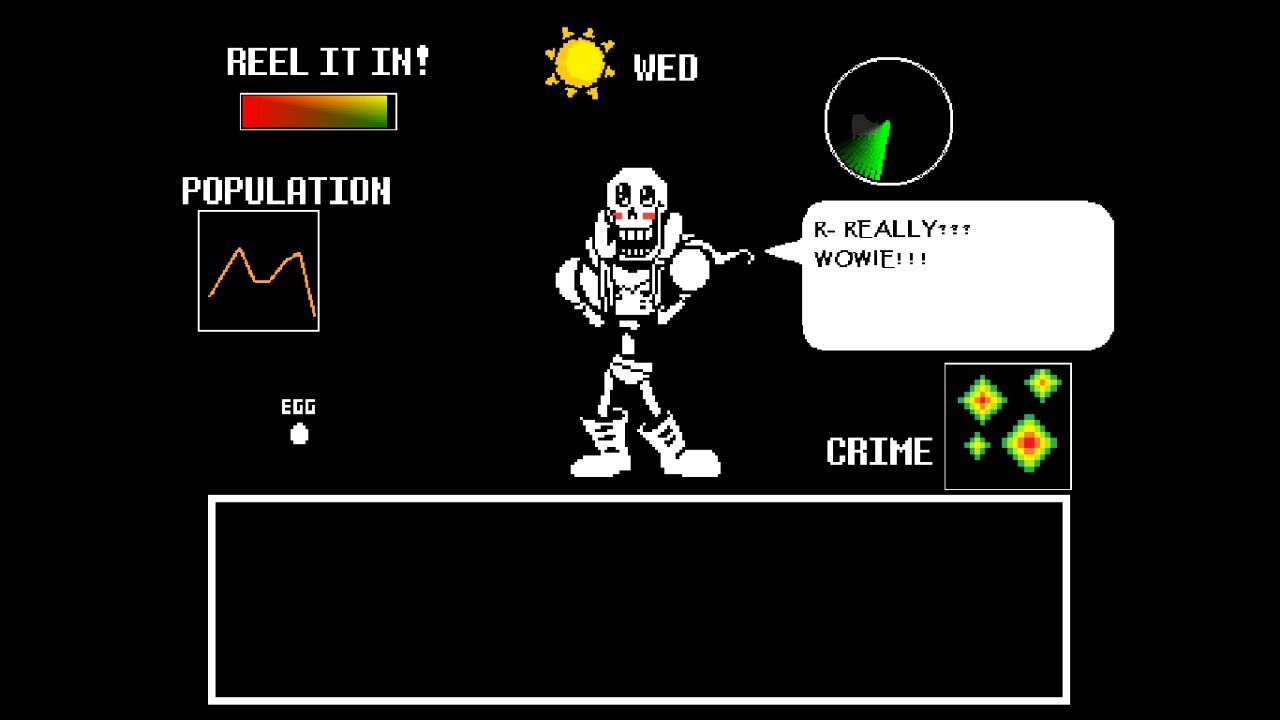 REEL IT IN!
WED
POPULATION
R- REALLY???
WOWIE!!!
EGG
CRIME